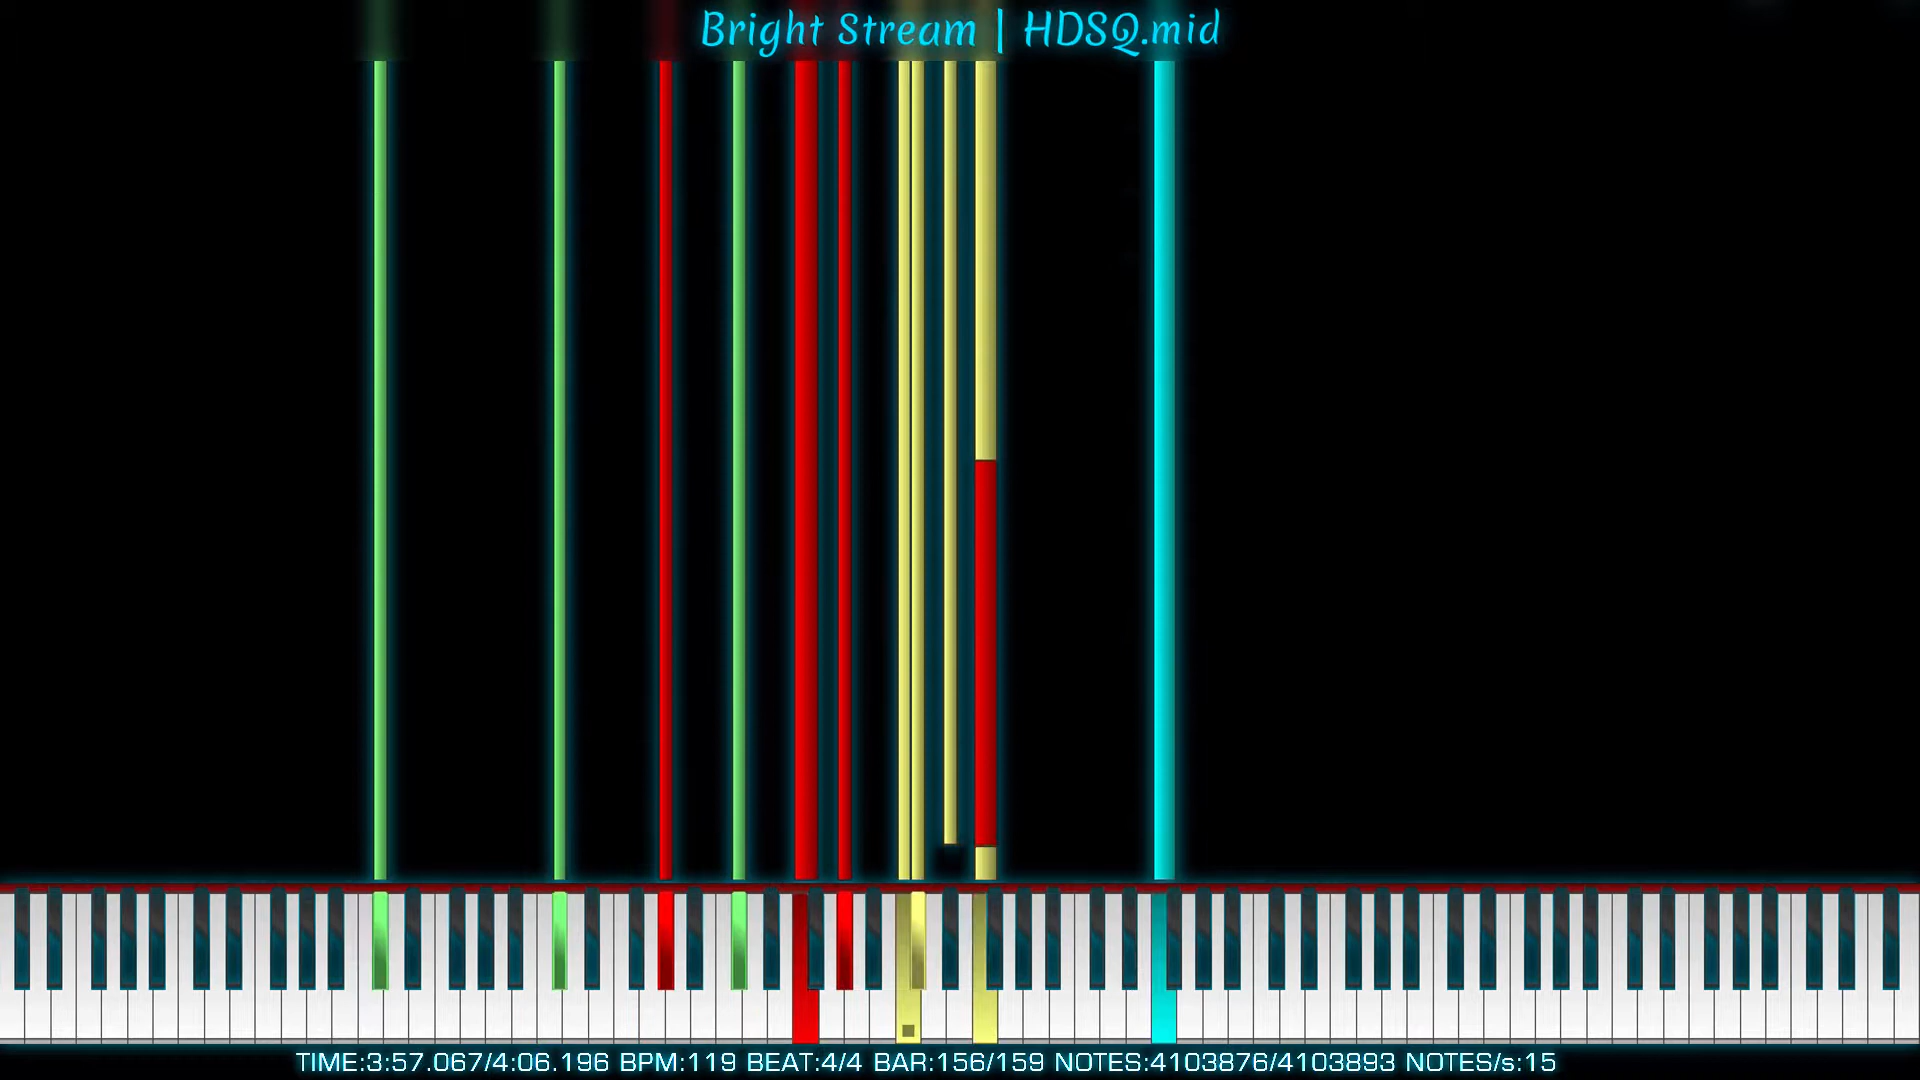 Bright Stream | HDSQ.mid
TIME:3:57.067/4:06.196 BPM:119 BEAT:4/4 BAR:156/159 NOTES:4103876/4103893 NOTES/s:15